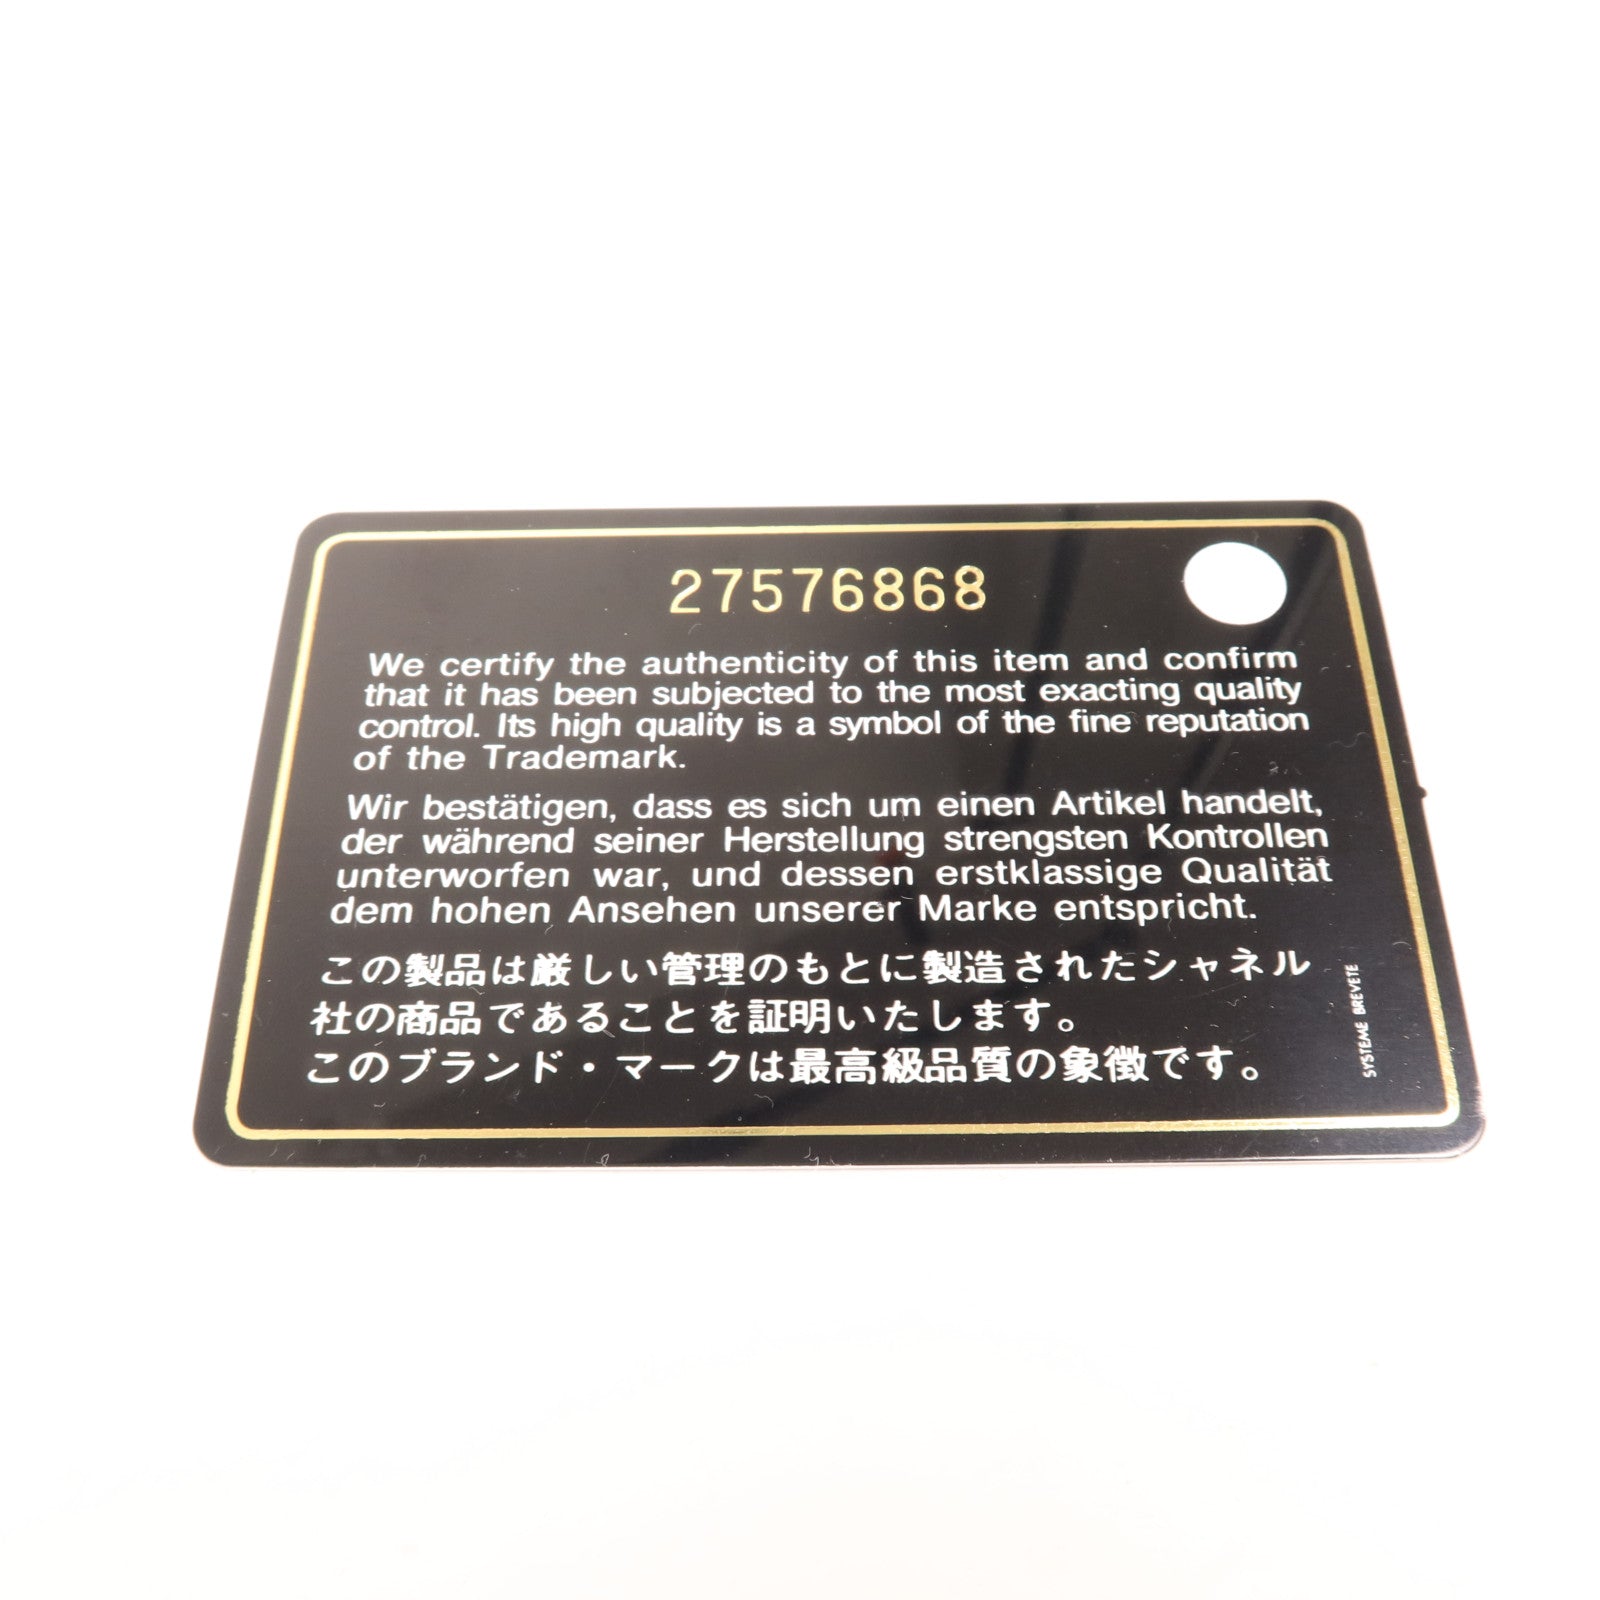 27576868
We certify the authenticity of this item and confirm
that it has been subjected to the most exacting quality
control. Its high quality is a symbol of the fine reputation
of the Trademark.
Wir bestätigen, dass es sich um einen Artikel handelt,
der während seiner Herstellung strengsten Kontrollen
unterworfen war, und dessen erstklassige Qualität
dem hohen Ansehen unserer Marke entspricht.
この製品は厳しい管理のもとに製造されたシャネル
社の商品であることを証明いたします。
このブランド・マークは最高級品質の象徴です。
SYSTEME BREVETE